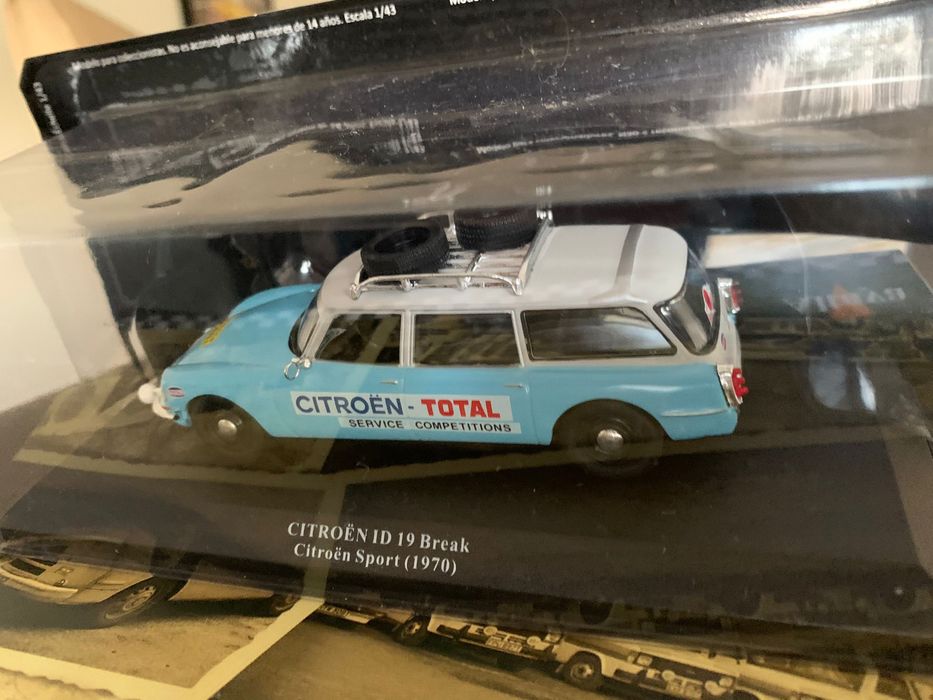 Modelo para coleccionistas. No es aconsejable para menores de 14 años. Escala 1/43
CITROËN - TOTAL
SERVICE COMPETITIONS
CITROËN ID 19 Break
Citroën Sport (1970)